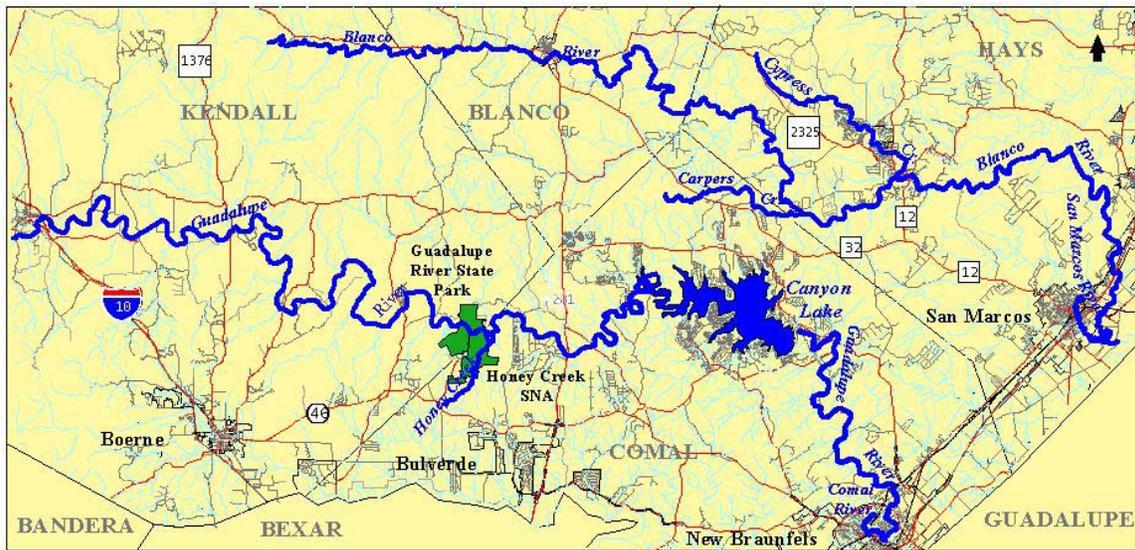 Blanco
River
HAYS
1376
Cypress
KENDALL
BLANCO
2325
Cr.
Blanco
River
Carpers
Cr.
Guadalupe
12
San Marcos River
32
Guadalupe
River State
Park
12
River
281
Canyon
Lake
10
San Marcos
Guadalupe
Honey Creek
SNA
Honey
46
Boerne
COMAL
Bulverde
River
Comal
River
BANDERA
BEXAR
New Braunfels
GUADALUPE